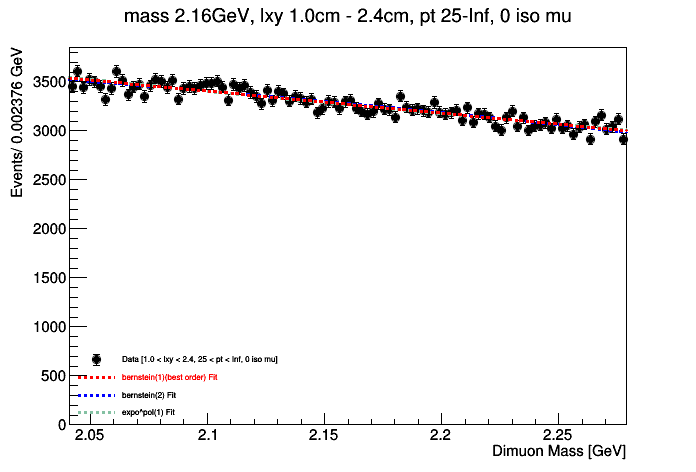 mass 2.16GeV, lxy 1.0cm - 2.4cm, pt 25-Inf, 0 iso mu
Events/ 0.002376 GeV
3500
3000
2500
2000
1500
1000
500
0
Data [1.0 < lxy < 2.4, 25 < pt < Inf, 0 iso mu]
bernstein(1)(best order) Fit
bernstein(2) Fit
expo^pol(1) Fit
2.05 2.1 2.15 2.2 2.25
Dimuon Mass [GeV]